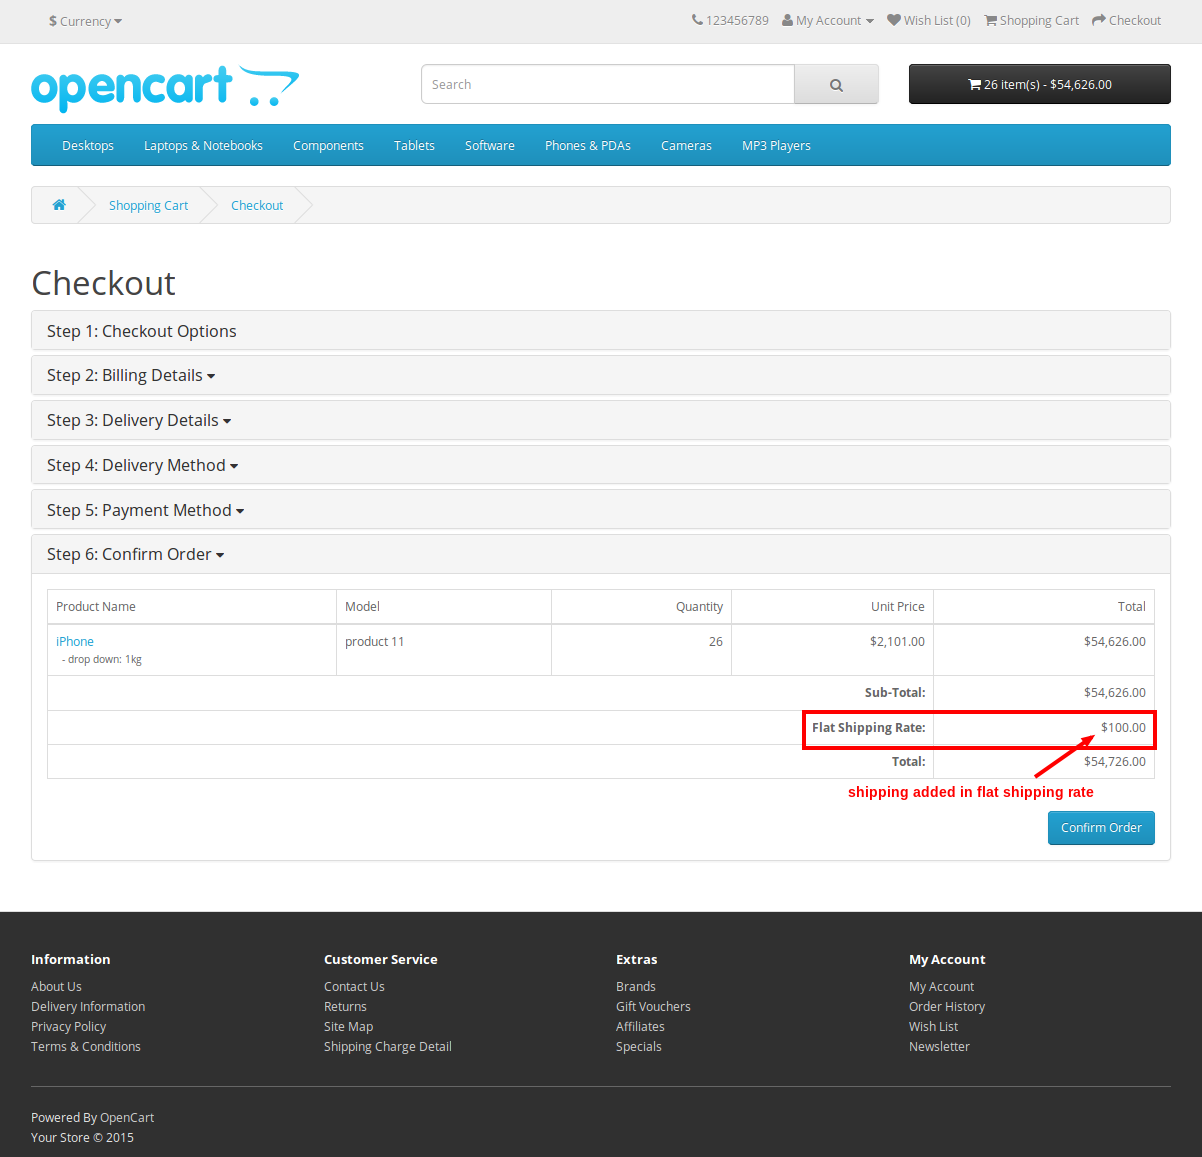 $ Currency
123456789 My Account Wish List (0) Shopping Cart Checkout
opencart
Search
26 item(s) - $54,626.00
Desktops Laptops & Notebooks Components Tablets Software Phones & PDAs Cameras MP3 Players
Shopping Cart Checkout
Checkout
Step 1: Checkout Options
Step 2: Billing Details
Step 3: Delivery Details
Step 4: Delivery Method
Step 5: Payment Method
Step 6: Confirm Order
Product Name Model Quantity Unit Price Total
iPhone product 11 26 $2,101.00 $54,626.00
- drop down: 1kg
Sub-Total: $54,626.00
Flat Shipping Rate: $100.00
Total: $54,726.00
shipping added in flat shipping rate
Confirm Order
Information Customer Service Extras My Account
About Us Contact Us Brands My Account
Delivery Information Returns Gift Vouchers Order History
Privacy Policy Site Map Affiliates Wish List
Terms & Conditions Shipping Charge Detail Specials Newsletter
Powered By OpenCart
Your Store © 2015